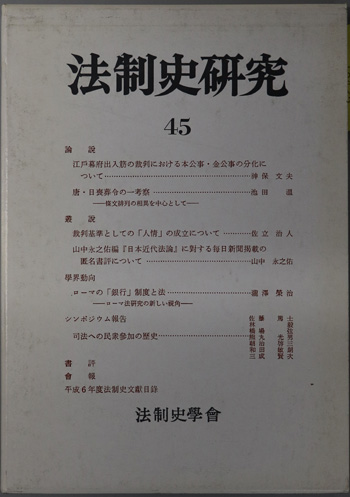 法制史研究
45
論 説
江戸幕府出入筋の裁判における本公事・金公事の分化に
ついて……………………………………神保 文夫
唐・日喪葬令の一考察……………………池田 温
――條文排列の相異を中心として――
叢 說
裁判基準としての「人情」の成立について…………佐立 治人
山中永之佑編『日本近代法論』に對する毎日新聞掲載の
匿名書評について……………………山中 永之佑
學界動向
ローマの「銀行」制度と法……………………瀧澤 榮治
――ローマ法研究の新しい視角――
シンポジウム報告
司法への民衆參加の歴史……………………
書 評
會 報
平成6年度法制史文獻目録
法制史學會